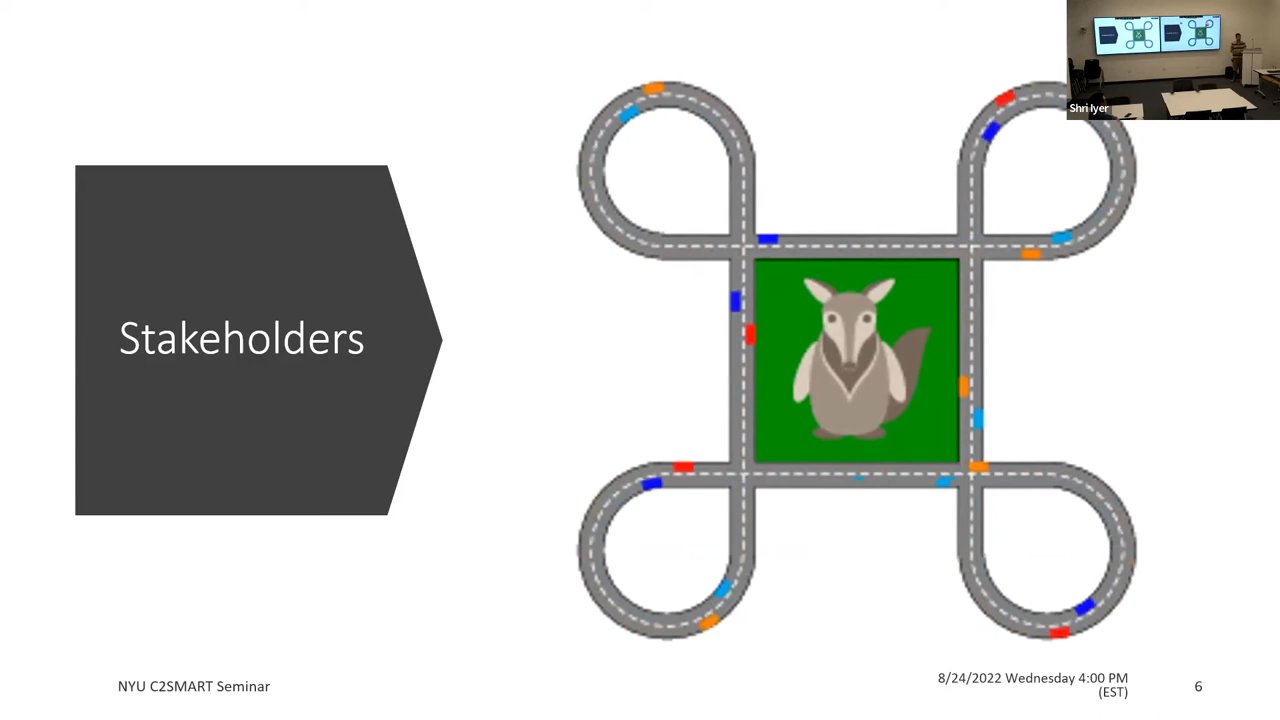 Shri Iyer
Stakeholders
NYU C2SMART Seminar
8/24/2022 Wednesday 4:00 PM
(EST)
6